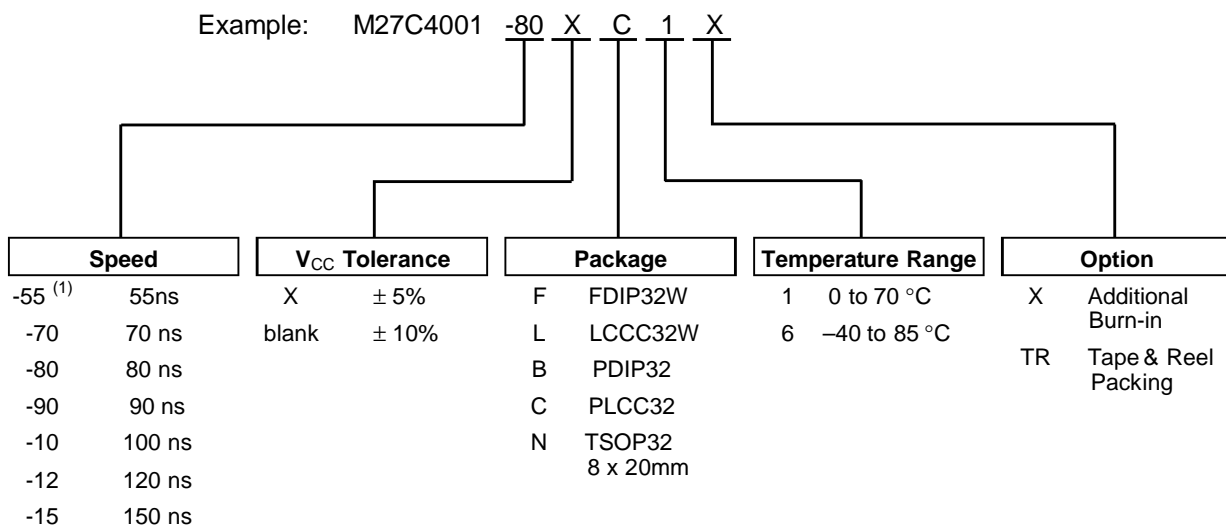 Example: M27C4001 -80 X C 1 X
Speed
-55 (1) 55ns
-70 70 ns
-80 80 ns
-90 90 ns
-10 100 ns
-12 120 ns
-15 150 ns
VCC Tolerance
X ± 5%
blank ± 10%
Package
F FDIP32W
L LCCC32W
B PDIP32
C PLCC32
N TSOP32
8 x 20mm
Temperature Range
1 0 to 70 °C
6 –40 to 85 °C
Option
X Additional
Burn-in
TR Tape & Reel
Packing